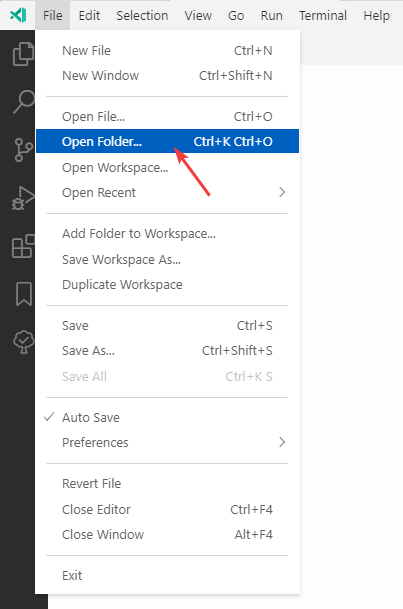 File Edit Selection View Go Run Terminal Help
New File Ctrl+N
New Window Ctrl+Shift+N
Open File... Ctrl+O
Open Folder... Ctrl+K Ctrl+O
Open Workspace...
Open Recent
Add Folder to Workspace...
Save Workspace As...
Duplicate Workspace
Save Ctrl+S
Save As... Ctrl+Shift+S
Save All Ctrl+K S
Auto Save
Preferences
Revert File
Close Editor Ctrl+F4
Close Window Alt+F4
Exit